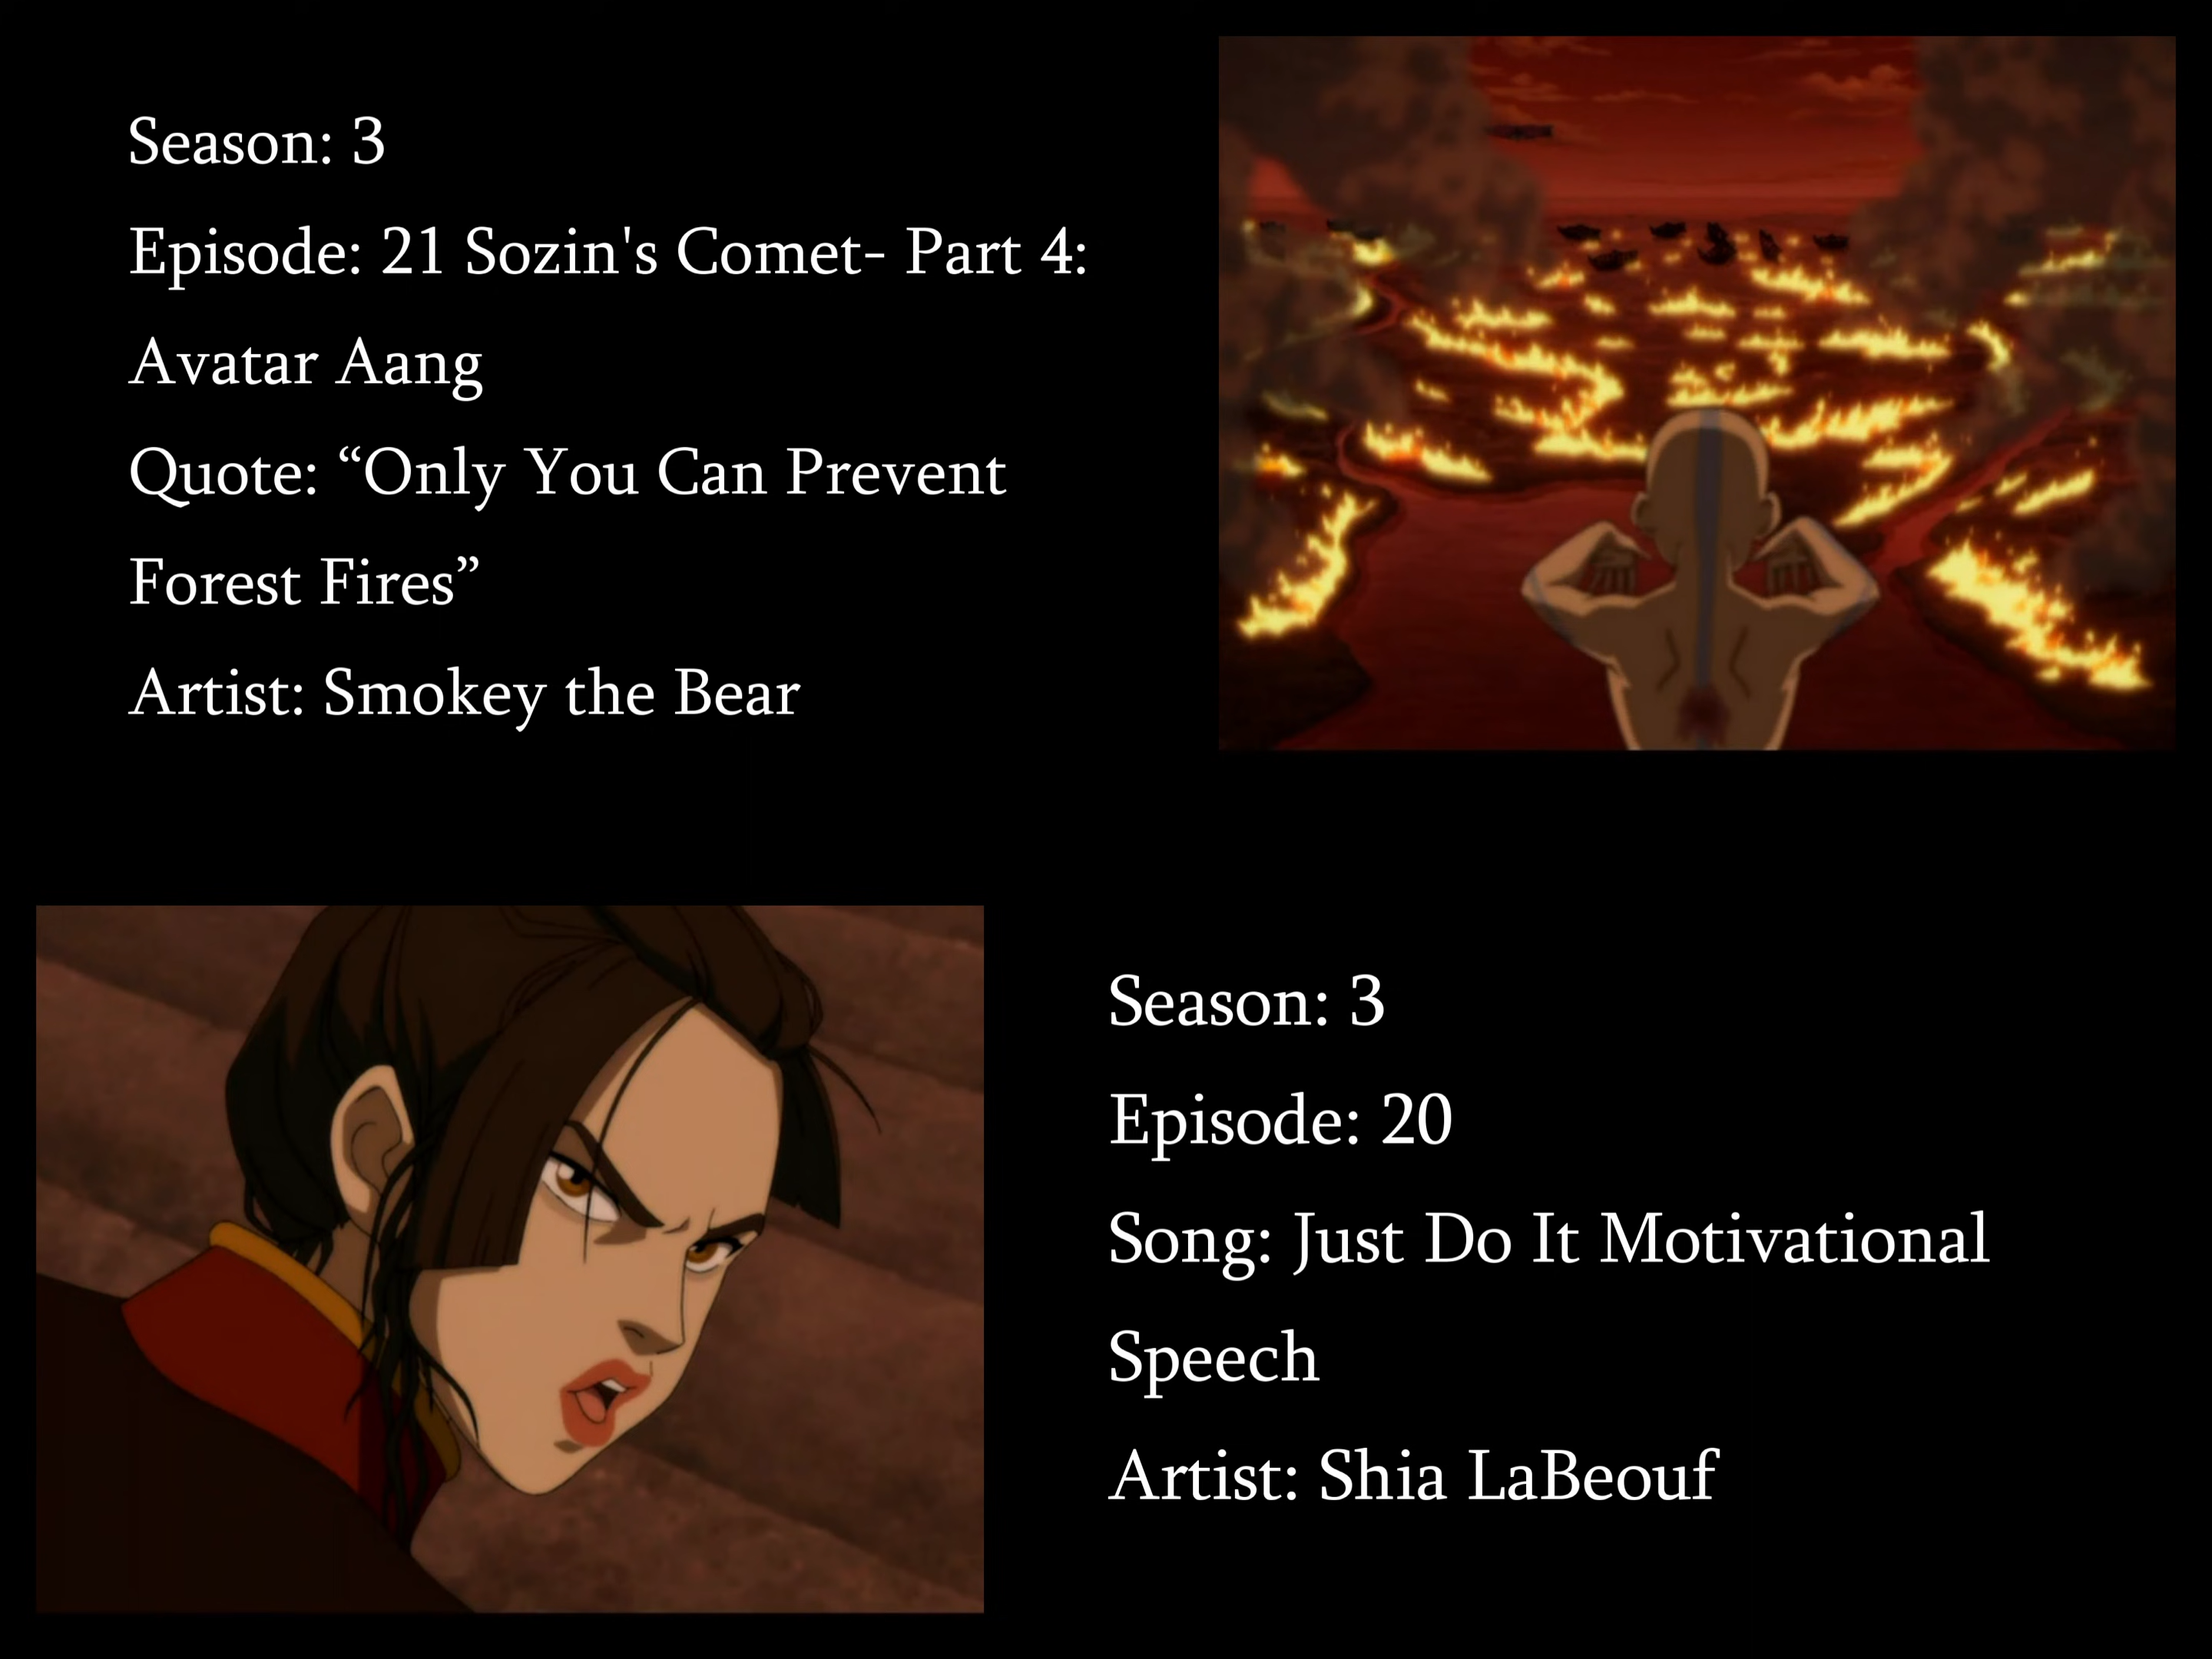 Season: 3
Episode: 21 Sozin's Comet- Part 4:
Avatar Aang
Quote: “Only You Can Prevent
Forest Fires”
Artist: Smokey the Bear
Season: 3
Episode: 20
Song: Just Do It Motivational
Speech
Artist: Shia LaBeouf